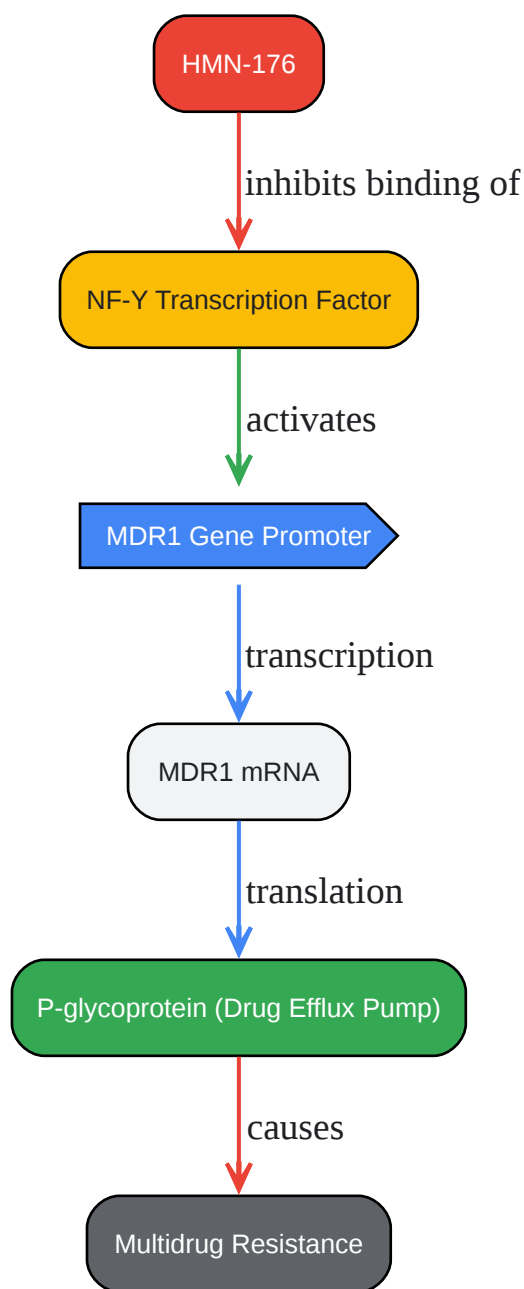 HMN-176
inhibits binding of
NF-Y Transcription Factor
activates
MDR1 Gene Promoter
transcription
MDR1 mRNA
translation
P-glycoprotein (Drug Efflux Pump)
causes
Multidrug Resistance